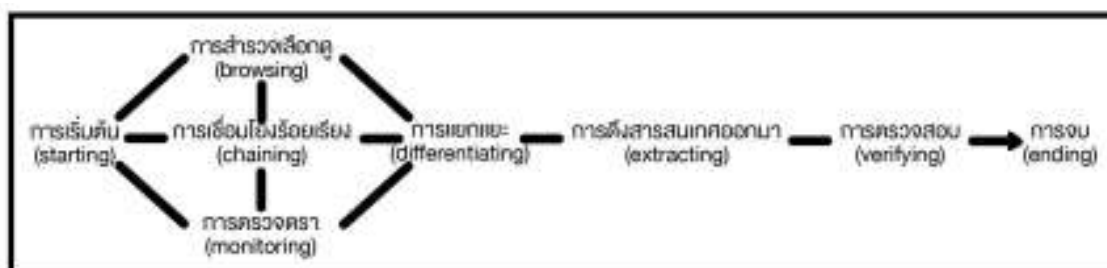 การสำรวจเลือกดู
(browsing)
การเริ่มต้น
(starting)
การเชื่อมโยงร้อยเรียง
(chaining)
การแยกแยะ
(differentiating)
การดึงสารสนเทศออกมา
(extracting)
การตรวจสอบ
(verifying)
การจบ
(ending)
การตรวจตรา
(monitoring)